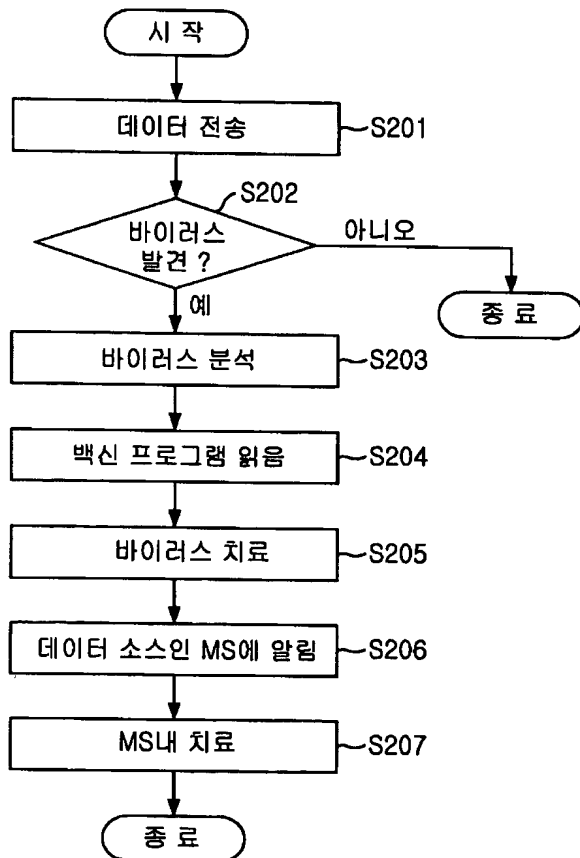 시 작
데이터 전송
S201
S202
바이러스
발견 ?
아니오
예
종 료
바이러스 분석
S203
백신 프로그램 읽음
S204
바이러스 치료
S205
데이터 소스인 MS에 알림
S206
MS내 치료
S207
종 료